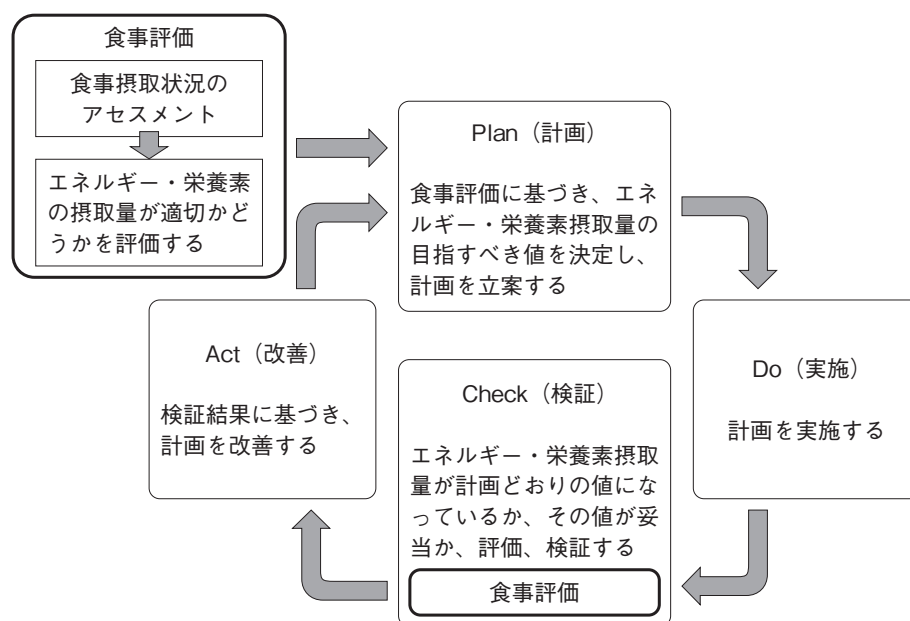 食事評価
食事摂取状況の
アセスメント
エネルギー・栄養素
の摂取量が適切かど
うかを評価する
Plan（計画）
食事評価に基づき、エネ
ルギー・栄養素摂取量の
目指すべき値を決定し、
計画を立案する
Do（実施）
計画を実施する
Check（検証）
エネルギー・栄養素摂取
量が計画どおりの値にな
っているか、その値が妥
当か、評価、検証する
食事評価
Act（改善）
検証結果に基づき、
計画を改善する